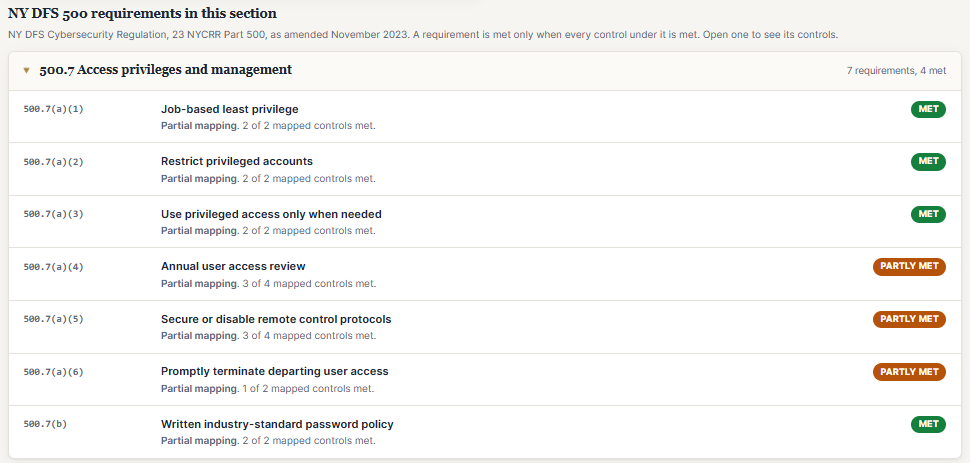 NY DFS 500 requirements in this section
NY DFS Cybersecurity Regulation, 23 NYCRR Part 500, as amended November 2023. A requirement is met only when every control under it is met. Open one to see its controls.
▾ 500.7 Access privileges and management 7 requirements, 4 met
500.7(a)(1) Job-based least privilege MET
Partial mapping. 2 of 2 mapped controls met.
500.7(a)(2) Restrict privileged accounts MET
Partial mapping. 2 of 2 mapped controls met.
500.7(a)(3) Use privileged access only when needed MET
Partial mapping. 2 of 2 mapped controls met.
500.7(a)(4) Annual user access review PARTLY MET
Partial mapping. 3 of 4 mapped controls met.
500.7(a)(5) Secure or disable remote control protocols PARTLY MET
Partial mapping. 3 of 4 mapped controls met.
500.7(a)(6) Promptly terminate departing user access PARTLY MET
Partial mapping. 1 of 2 mapped controls met.
500.7(b) Written industry-standard password policy MET
Partial mapping. 2 of 2 mapped controls met.